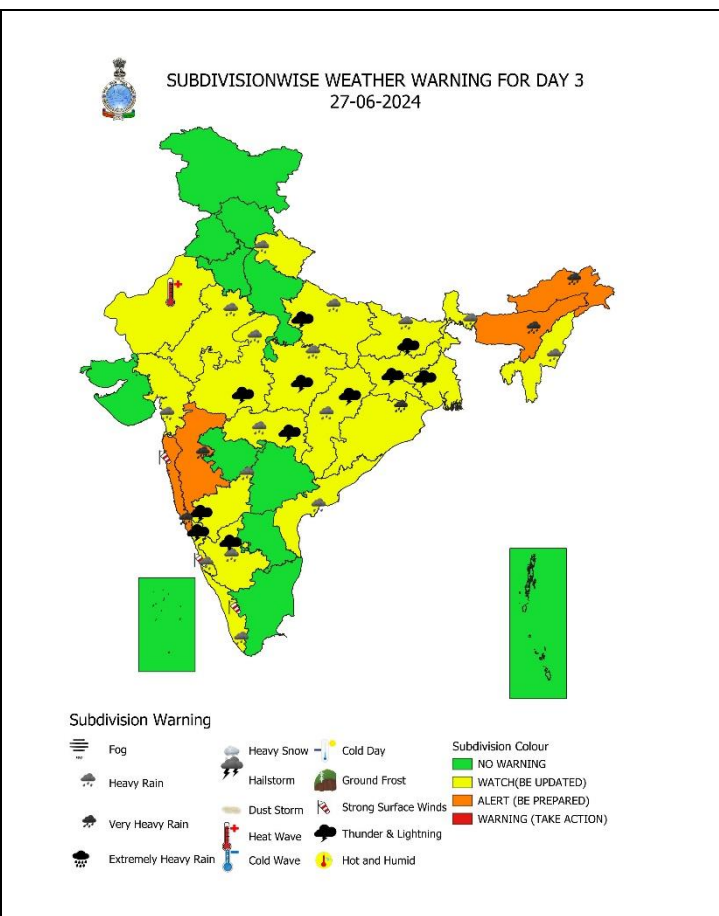 SUBDIVISIONWISE WEATHER WARNING FOR DAY 3
27-06-2024
Subdivision Warning
Fog
Heavy Rain
Very Heavy Rain
Extremely Heavy Rain
Heavy Snow
Hailstorm
Dust Storm
Heat Wave
Cold Wave
Cold Day
Ground Frost
Strong Surface Winds
Thunder & Lightning
Hot and Humid
Subdivision Colour
NO WARNING
WATCH(BE UPDATED)
ALERT (BE PREPARED)
WARNING (TAKE ACTION)